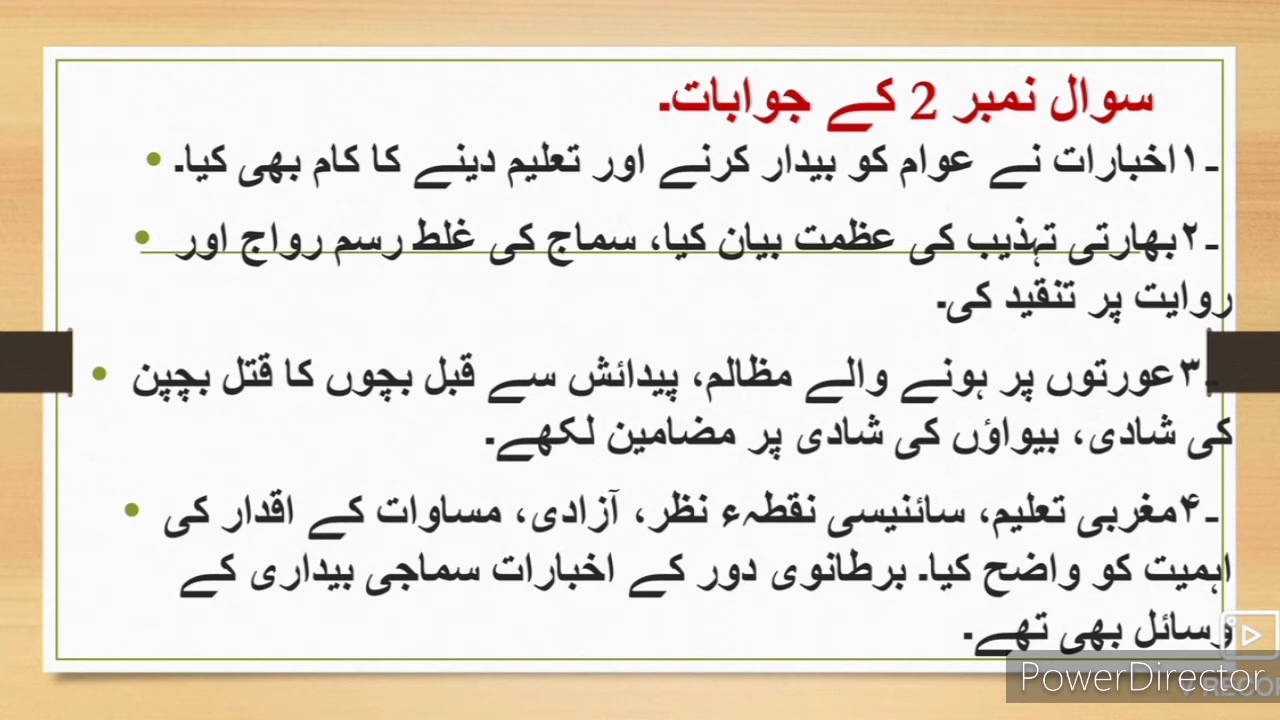 سوال نمبر 2 کے جوابات۔
۔۱اخبارات نے عوام کو بیدار کرنے اور تعلیم دینے کا کام بھی کیا۔
۔۲بھارتی تہذیب کی عظمت بیان کیا، سماج کی غلط رسم رواج اور
روایت پر تنقید کی۔
۔۳عورتوں پر ہونے والے مظالم، پیدائش سے قبل بچوں کا قتل بچپن
کی شادی، بیواؤں کی شادی پر مضامین لکھے۔
۔۴مغربی تعلیم، سائنیسی نقطہء نظر، آزادی، مساوات کے اقدار کی
اہمیت کو واضح کیا۔ برطانوی دور کے اخبارات سماجی بیداری کے
وسائل بھی تھے۔
PowerDirector